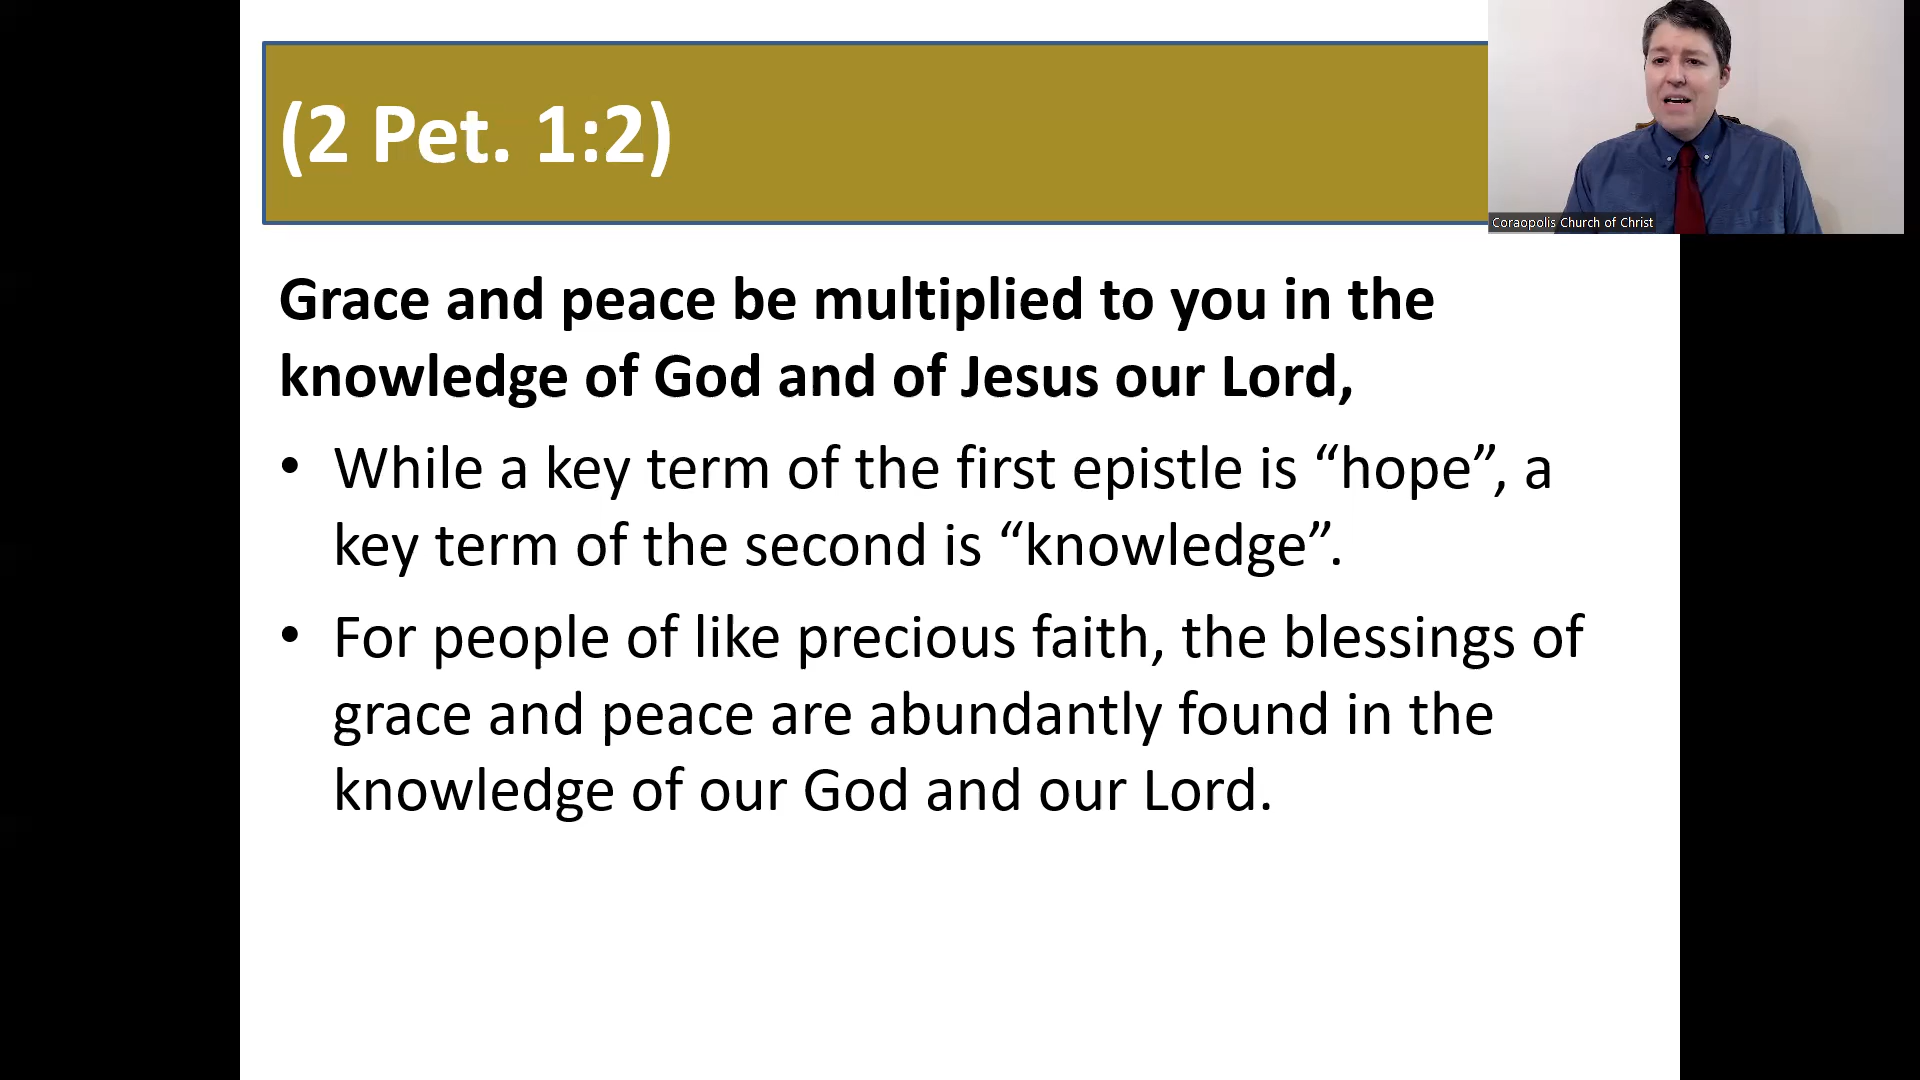 (2 Pet. 1:2)
Coraopolis Church of Christ
Grace and peace be multiplied to you in the
knowledge of God and of Jesus our Lord,
• While a key term of the first epistle is “hope”, a
key term of the second is “knowledge”.
• For people of like precious faith, the blessings of
grace and peace are abundantly found in the
knowledge of our God and our Lord.